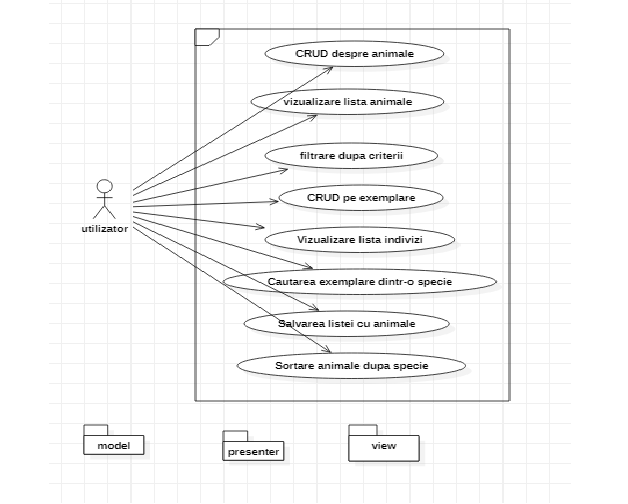 CRUD despre animale
vizualizare lista animale
filtrare dupa criterii
CRUD pe exemplare
utilizator
Vizualizare lista indivizi
Cautarea exemplare dintr-o specie
Salvarea listei cu animale
Sortare animale dupa specie
model
presenter
view